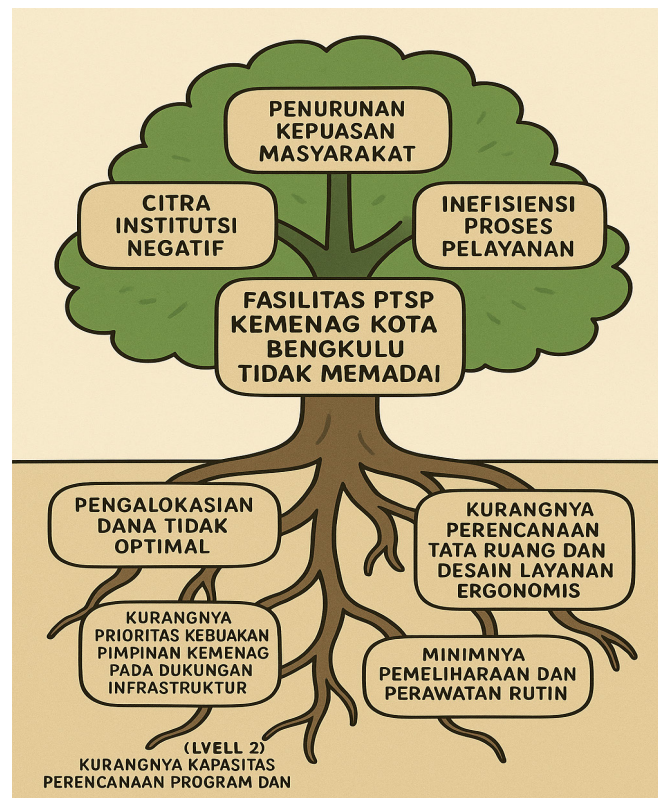 PENURUNAN
KEPUASAN
MASYARAKAT
CITRA
INSTITUTSI
NEGATIF
INEFISIENSI
PROSES
PELAYANAN
FASILITAS PTSP
KEMENAG KOTA
BENGKULU
TIDAK MEMADAI
PENGALOKASIAN
DANA TIDAK
OPTIMAL
KURANGNYA
PERENCANAAN
TATA RUANG DAN
DESAIN LAYANAN
ERGONOMIS
KURANGNYA
PRIORITAS KEBUAKAN
PIMPINAN KEMENAG
PADA DUKUNGAN
INFRASTRUKTUR
MINIMNYA
PEMELIHARAAN DAN
PERAWATAN RUTIN
(LVELL 2)
KURANGNYA KAPASITAS
PERENCANAAN PROGRAM DAN